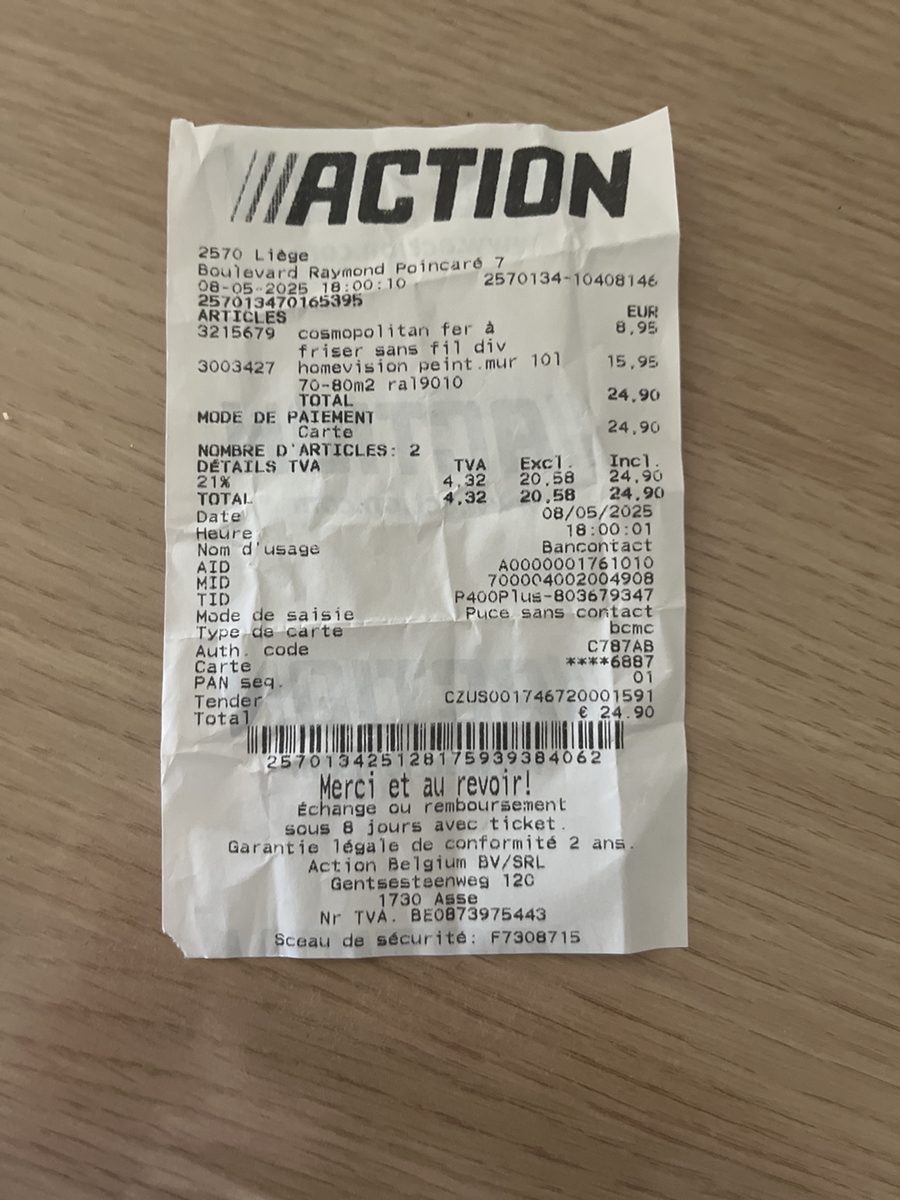 ACTION
2570 Liège
Boulevard Raymond Poincaré 7
08-05-2025 18:00:10 2570134-10408146
257013470165395
ARTICLES EUR
3215679 cosmopolitan fer à 8,95
friser sans fil div
3003427 homevision peint.mur 10l 15,95
70-80m2 ral9010
TOTAL 24,90
MODE DE PAIEMENT
Carte 24,90
NOMBRE D'ARTICLES: 2
DÉTAILS TVA TVA Excl. Incl.
21% 4,32 20,58 24,90
TOTAL 4,32 20,58 24,90
Date 08/05/2025
Heure 18:00:01
Nom d'usage Bancontact
AID A0000001761010
MID 700004002004908
TID P400Plus-803679347
Mode de saisie Puce sans contact
Type de carte bcmc
Auth. code C787AB
Carte ****6887
PAN seq. 01
Tender CZUS001746720001591
Total € 24.90
257013425128175939384062
Merci et au revoir!
Échange ou remboursement
sous 8 jours avec ticket.
Garantie légale de conformité 2 ans.
Action Belgium BV/SRL
Gentsesteenweg 120
1730 Asse
Nr TVA. BE0873975443
Sceau de sécurité: F7308715